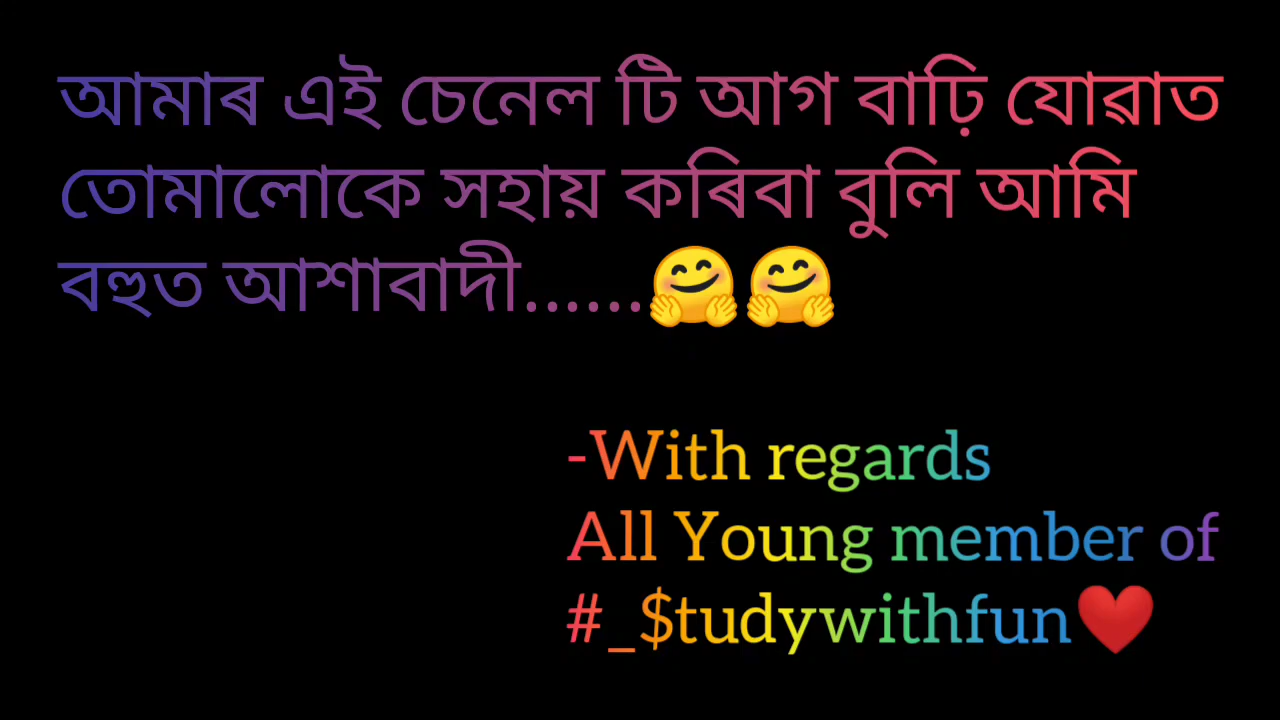 আমাৰ এই চেনেল টি আগ বাঢ়ি যোৱাত
তোমালোকে সহায় কৰিবা বুলি আমি
বহুত আশাবাদী......🤗🤗
-With regards
All Young member of
#_$tudywithfun❤️